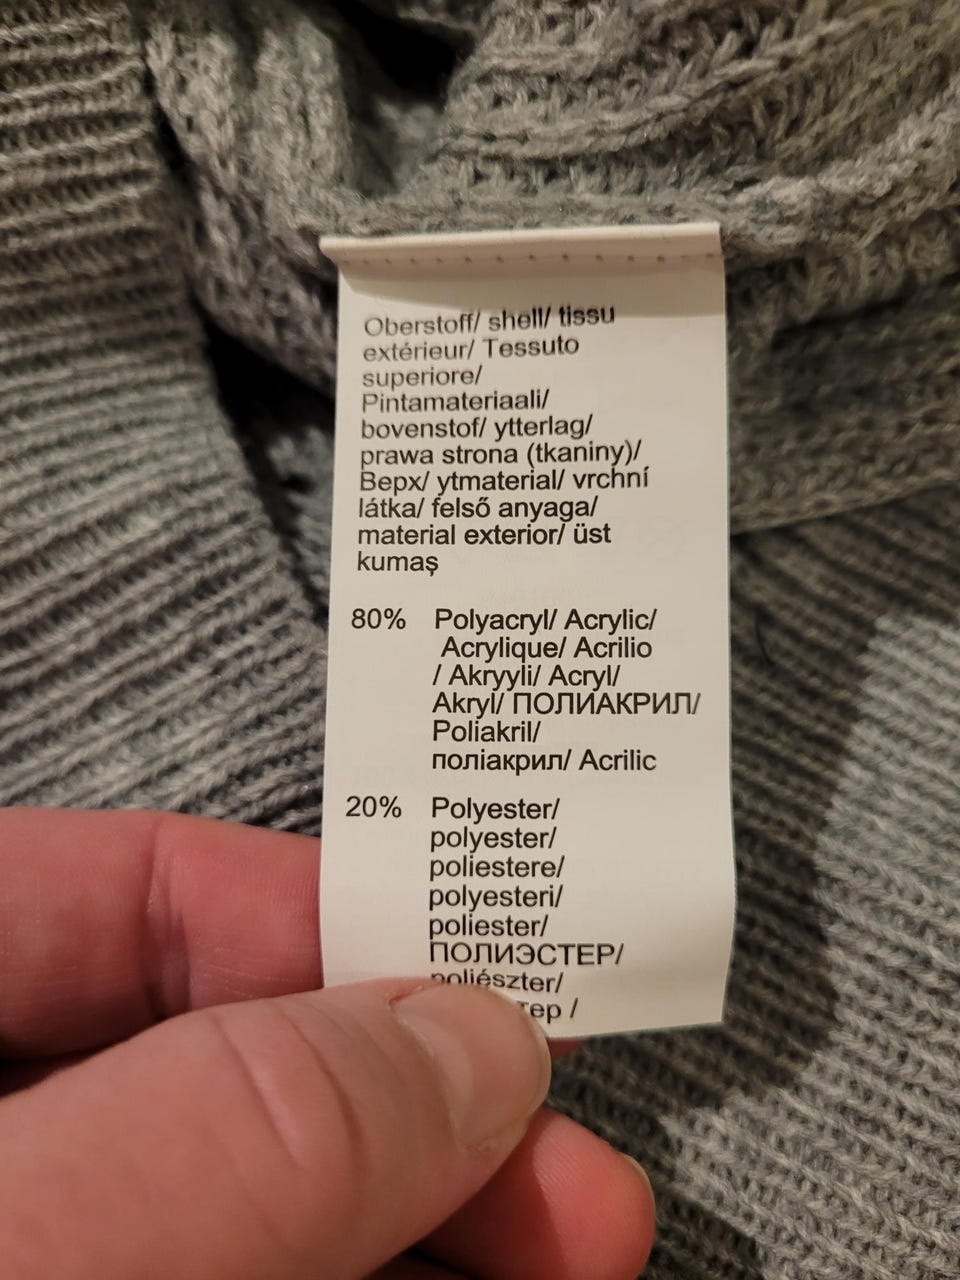 Oberstoff/ shell/ tissu
extérieur/ Tessuto
superiore/
Pintamateriaali/
bovenstof/ ytterlag/
prawa strona (tkaniny)/
Верх/ ytmaterial/ vrchní
látka/ felső anyaga/
material exterior/ üst
kumaş
80% Polyacryl/ Acrylic/
Acrylique/ Acrilio
/ Akryyli/ Acryl/
Akryl/ ПОЛИАКРИЛ/
Poliakril/
поліакрил/ Acrilic
20% Polyester/
polyester/
poliestere/
polyesteri/
poliester/
ПОЛИЭСТЕР/
poliészter/
/